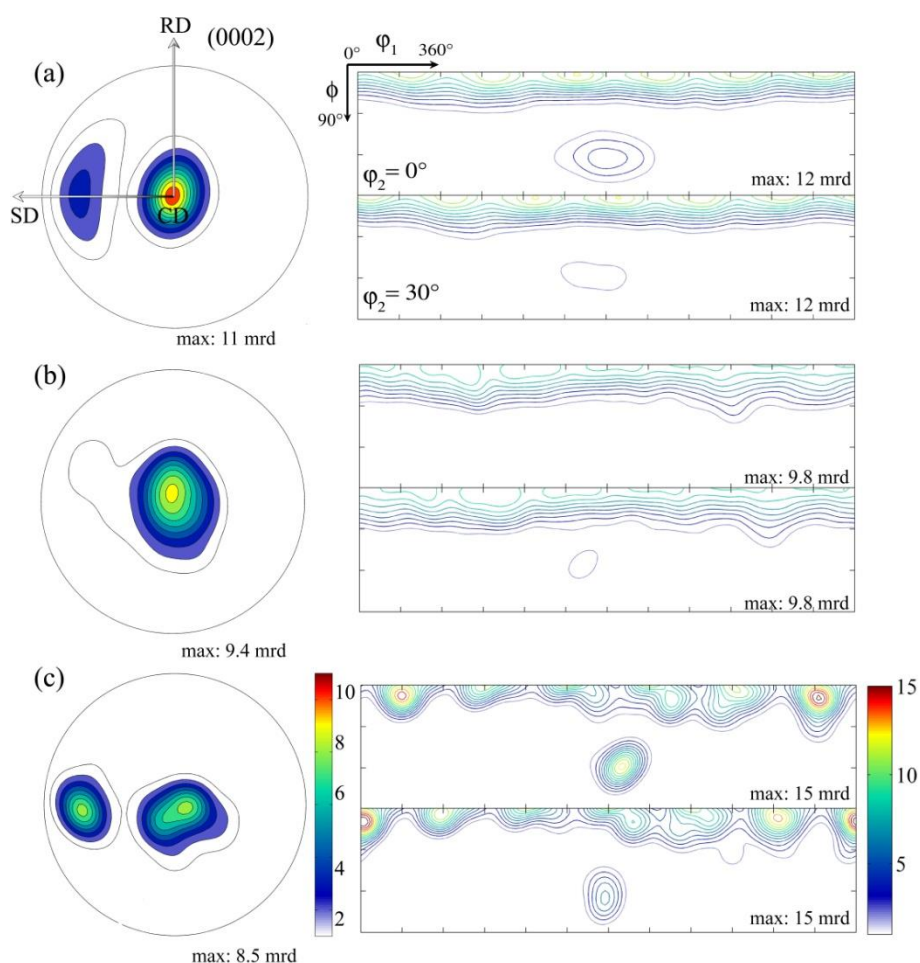 RD
(0002)
(a)
SD
CD
max: 11 mrd
0° φ₁ 360°
ϕ
90°
φ₂= 0°
max: 12 mrd
φ₂= 30°
max: 12 mrd
(b)
max: 9.4 mrd
max: 9.8 mrd
max: 9.8 mrd
(c)
max: 8.5 mrd
10
8
6
4
2
max: 15 mrd
max: 15 mrd
15
10
5